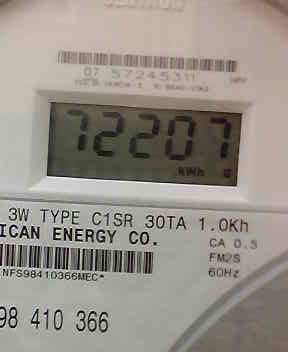 07 57245311
72207
kWh
3W TYPE C1SR 30TA 1.0Kh
ICAN ENERGY CO.
CA 0.5
FM2S
60Hz
NFS98410366MEC*
98 410 366